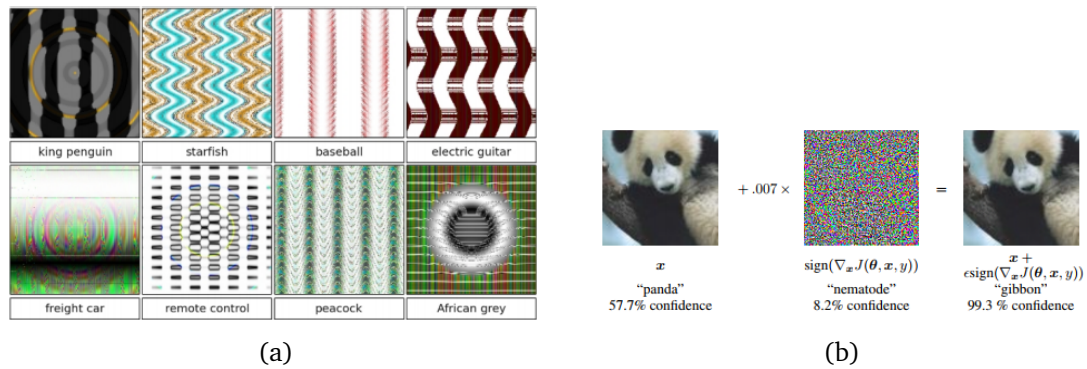 king penguin
starfish
baseball
electric guitar
freight car
remote control
peacock
African grey
(a)
+ .007 ×
=
x
sign(∇ₓJ(θ, x, y))
x +
ϵsign(∇ₓJ(θ, x, y))
“panda”
“nematode”
“gibbon”
57.7% confidence
8.2% confidence
99.3 % confidence
(b)